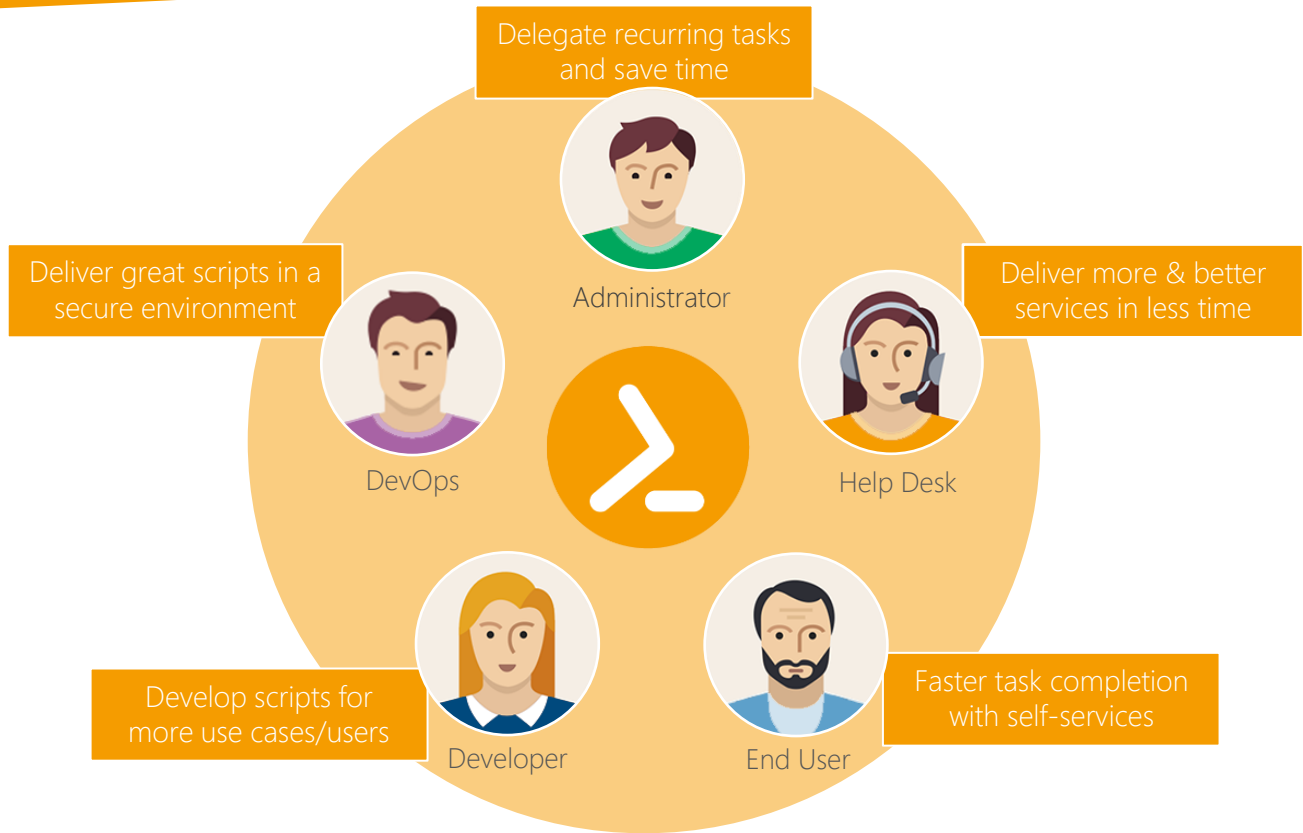 Delegate recurring tasks
and save time
Administrator
Deliver great scripts in a
secure environment
DevOps
Deliver more & better
services in less time
Help Desk
Develop scripts for
more use cases/users
Developer
Faster task completion
with self-services
End User